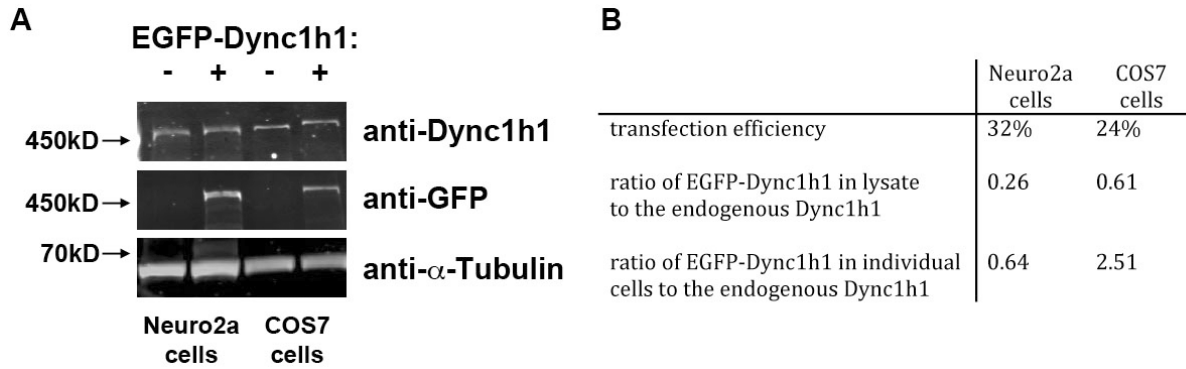 A
EGFP-Dync1h1:
- + - +
450kD→ anti-Dync1h1
450kD→ anti-GFP
70kD→ anti-α-Tubulin
Neuro2a COS7
cells cells
B
Neuro2a COS7
cells cells
transfection efficiency 32% 24%
ratio of EGFP-Dync1h1 in lysate 0.26 0.61
to the endogenous Dync1h1
ratio of EGFP-Dync1h1 in individual 0.64 2.51
cells to the endogenous Dync1h1